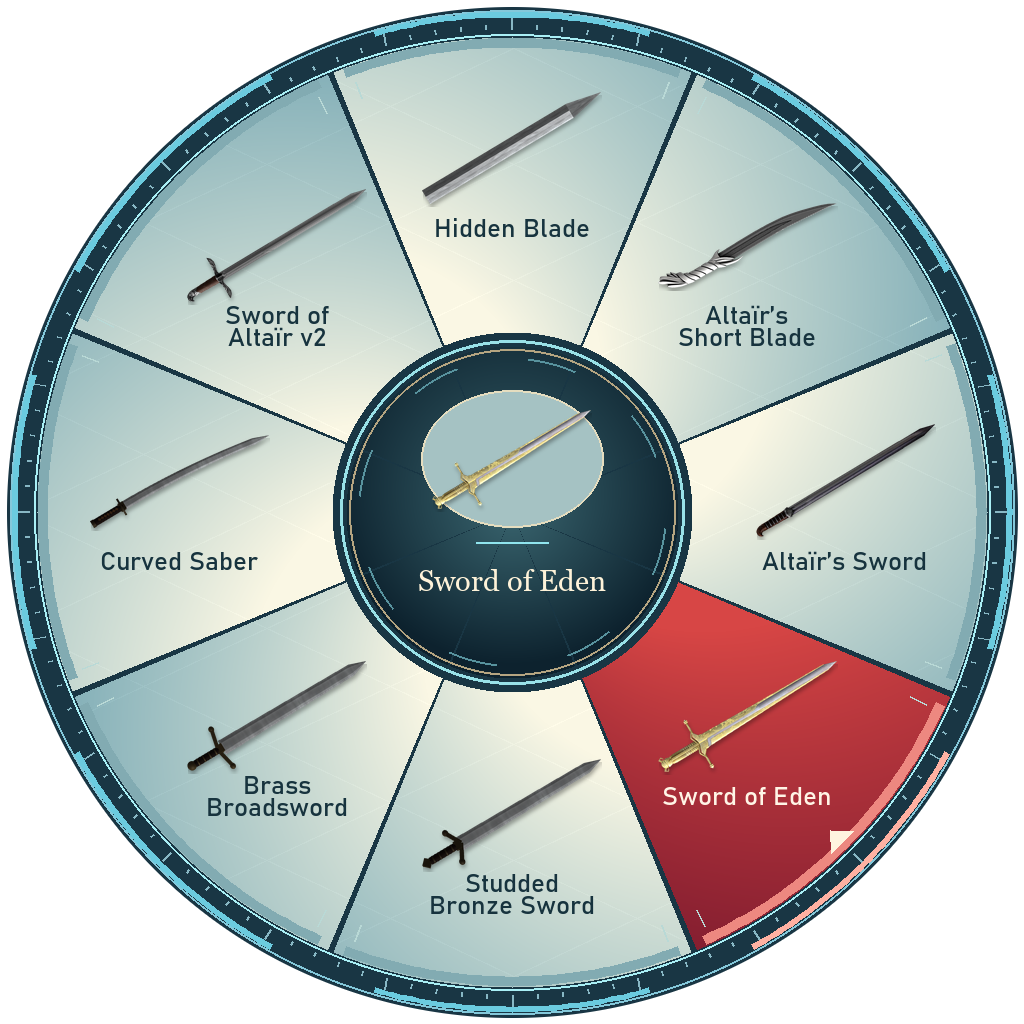 Hidden Blade
Altaïr's
Short Blade
Altaïr's Sword
Sword of Eden
Studded
Bronze Sword
Brass
Broadsword
Curved Saber
Sword of
Altaïr v2
Sword of Eden